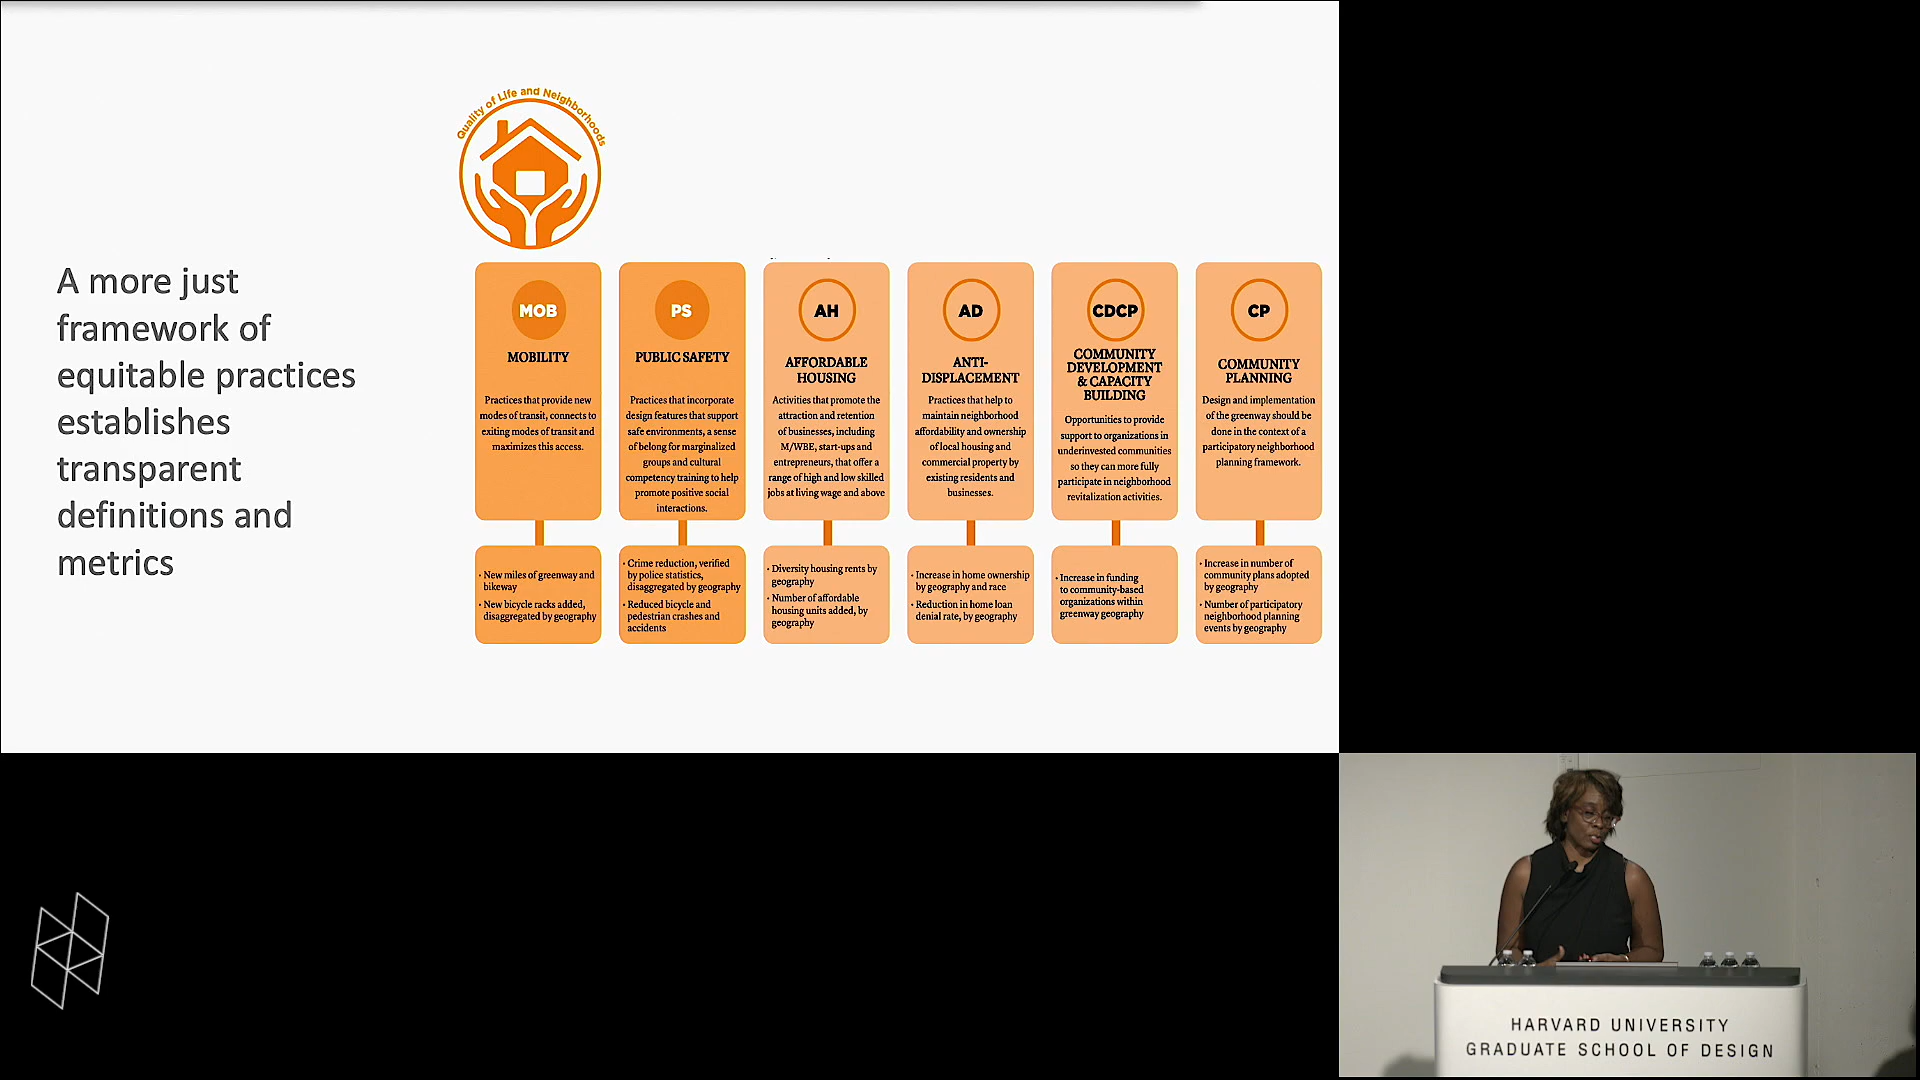 Quality of Life and Neighborhoods
A more just
framework of
equitable practices
establishes
transparent
definitions and
metrics
MOB
MOBILITY
Practices that provide new
modes of transit, connects to
exiting modes of transit and
maximizes this access.
• New miles of greenway and
bikeway
• New bicycle racks added,
disaggregated by geography
PS
PUBLIC SAFETY
Practices that incorporate
design features that support
safe environments, a sense
of belong for marginalized
groups and cultural
competency training to help
promote positive social
interactions.
• Crime reduction, verified
by police statistics,
disaggregated by geography
• Reduced bicycle and
pedestrian crashes and
accidents
AH
AFFORDABLE
HOUSING
Activities that promote the
attraction and retention
of businesses, including
M/WBE, start-ups and
entrepreneurs, that offer a
range of high and low skilled
jobs at living wage and above
• Diversity housing rents by
geography
• Number of affordable
housing units added, by
geography
AD
ANTI-
DISPLACEMENT
Practices that help to
maintain neighborhood
affordability and ownership
of local housing and
commercial property by
existing residents and
businesses.
• Increase in home ownership
by geography and race
• Reduction in home loan
denial rate, by geography
CDCP
COMMUNITY
DEVELOPMENT
& CAPACITY
BUILDING
Opportunities to provide
support to organizations in
underinvested communities
so they can more fully
participate in neighborhood
revitalization activities.
• Increase in funding
to community-based
organizations within
greenway geography
CP
COMMUNITY
PLANNING
Design and implementation
of the greenway should be
done in the context of a
participatory neighborhood
planning framework.
• Increase in number of
community plans adopted
by geography
• Number of participatory
neighborhood planning
events by geography
HARVARD UNIVERSITY
GRADUATE SCHOOL OF DESIGN